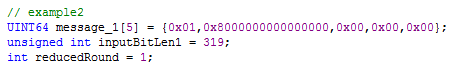 // example2
UINT64 message_1[5] = {0x01,0x8000000000000000,0x00,0x00,0x00};
unsigned int inputBitLen1 = 319;
int reducedRound = 1;